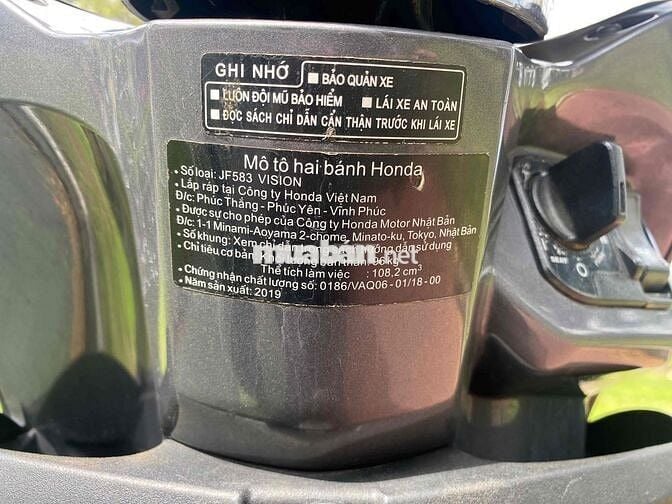 GHI NHỚ
■ BẢO QUẢN XE
■ LUÔN ĐỘI MŨ BẢO HIỂM ■ LÁI XE AN TOÀN
■ ĐỌC SÁCH CHỈ DẪN CẨN THẬN TRƯỚC KHI LÁI XE
Mô tô hai bánh Honda
• Số loại: JF583 VISION
• Lắp ráp tại Công ty Honda Việt Nam
Đ/c: Phúc Thắng - Phúc Yên - Vĩnh Phúc
• Được sự cho phép của Công ty Honda Motor Nhật Bản
Đ/c: 1-1 Minami-Aoyama 2-chome, Minato-ku, Tokyo, Nhật Bản
• Số khung: Xem chỉ dẫn hướng dẫn sử dụng
• Chỉ tiêu cơ bản
muaban.net
Thể tích làm việc : 108,2 cm³
• Chứng nhận chất lượng số: 0186/VAQ06 - 01/18 - 00
• Năm sản xuất: 2019